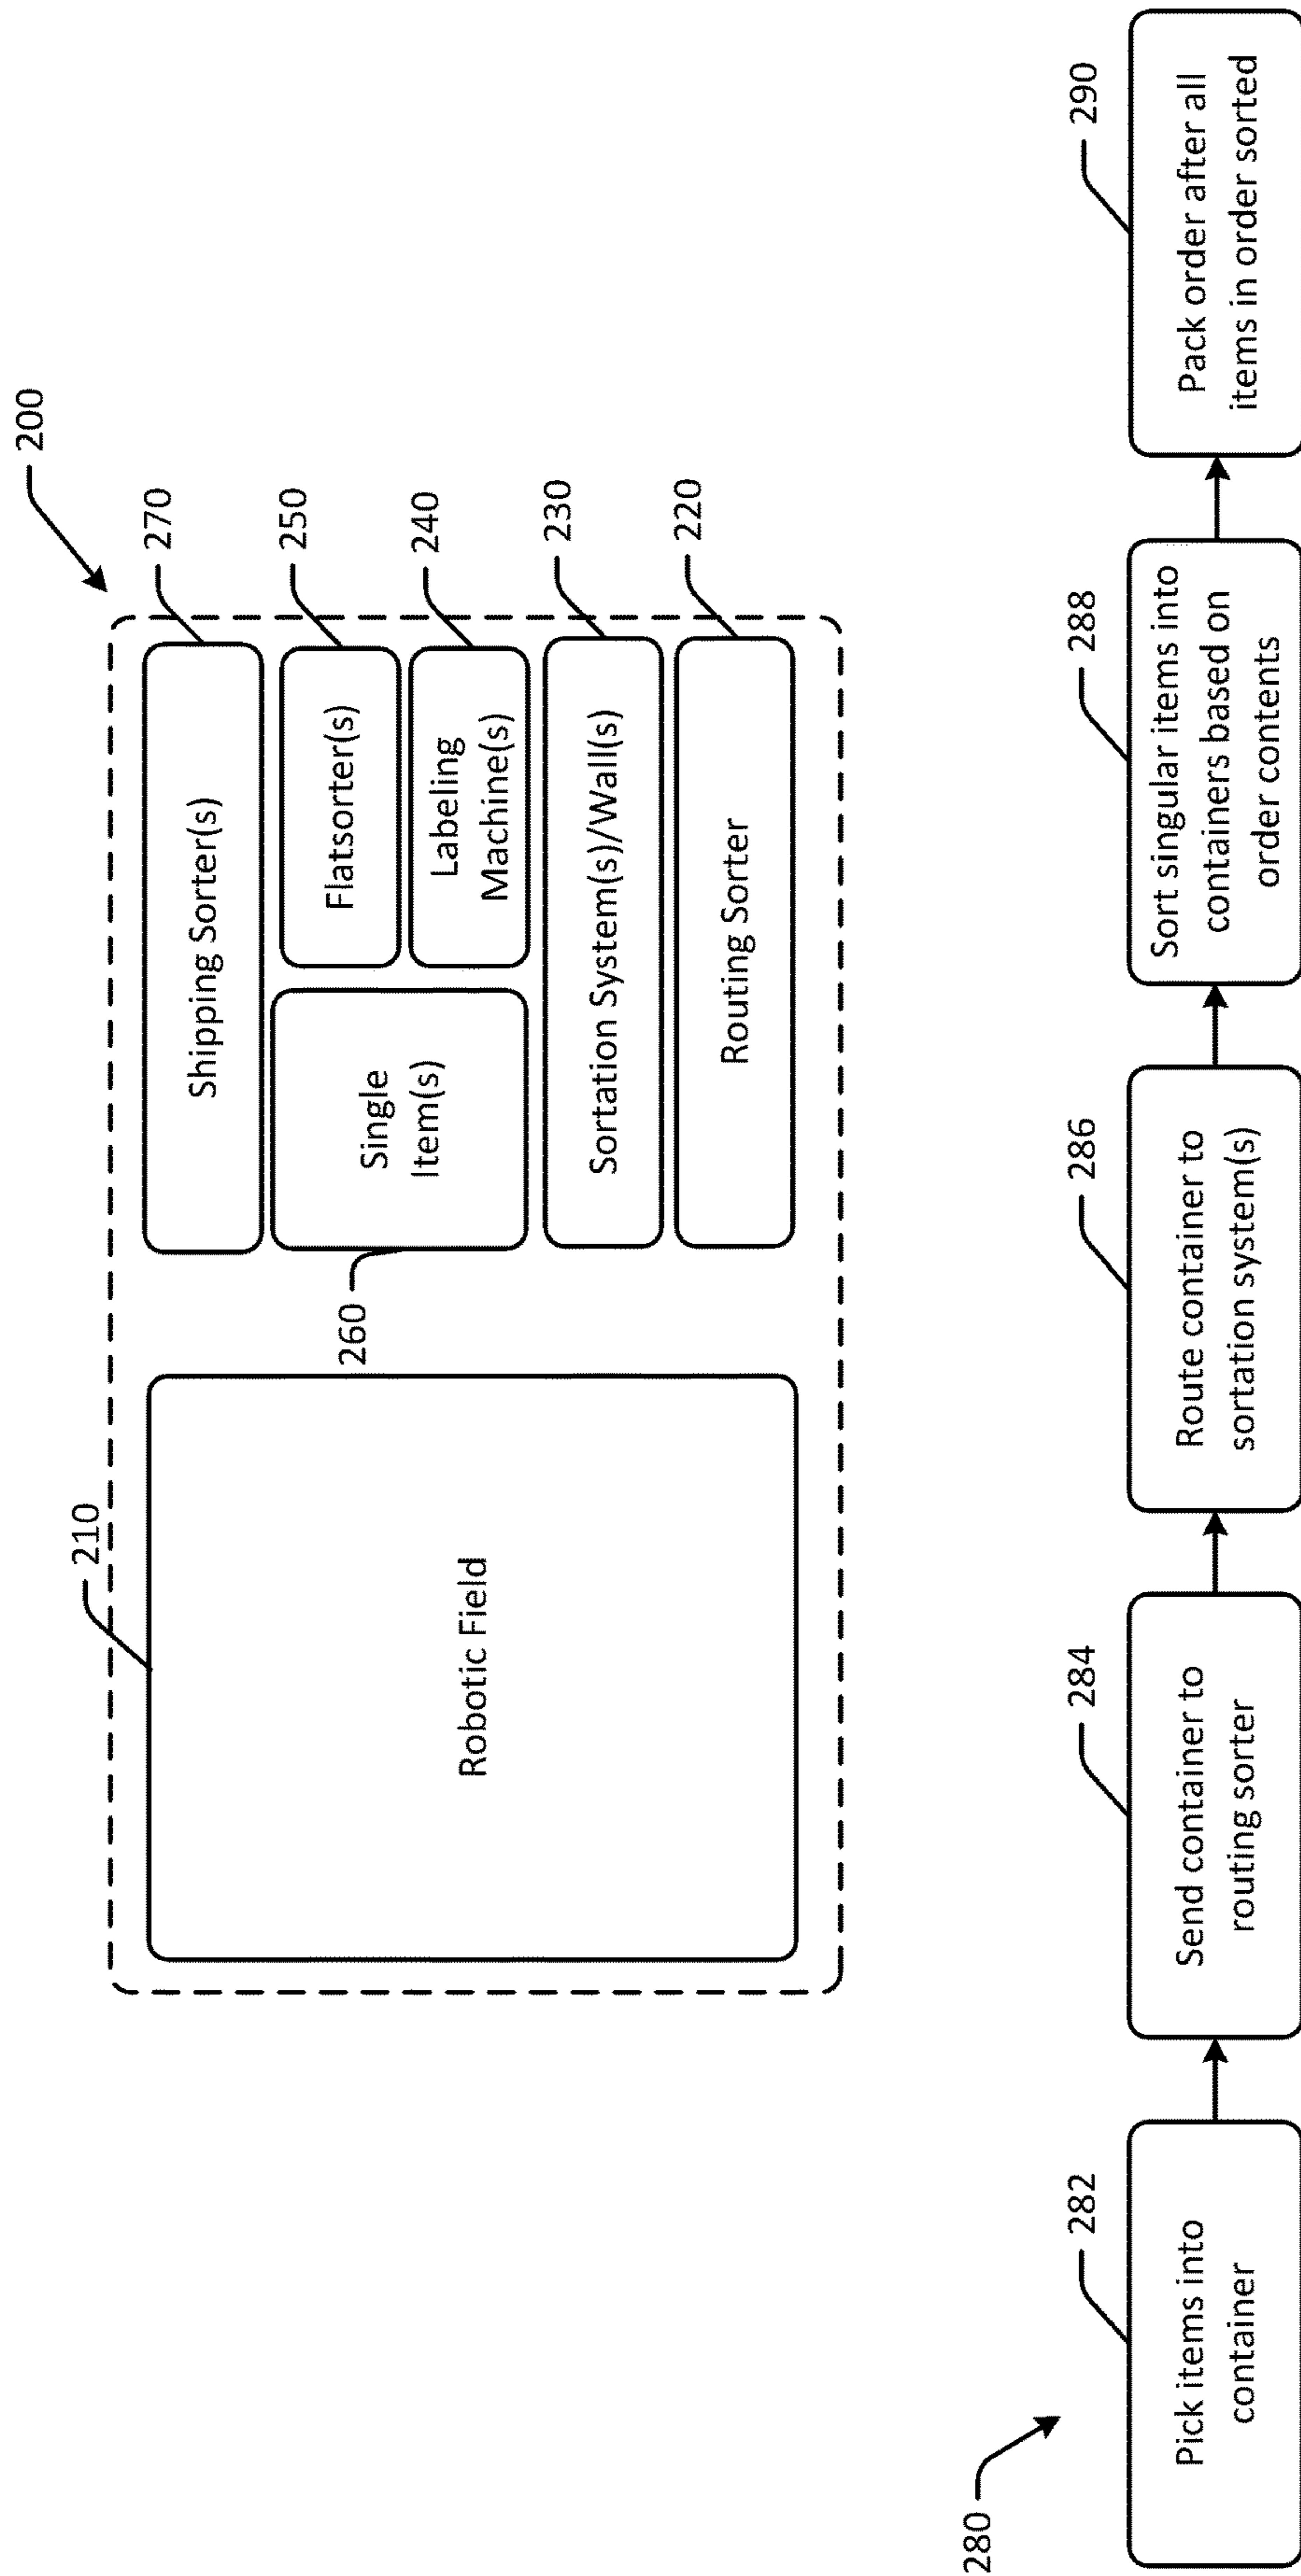 200
210
Robotic Field
Shipping Sorter(s)
270
Single
Item(s)
260
Flatsorter(s)
250
Labeling
Machine(s)
240
Sortation System(s)/Wall(s)
230
Routing Sorter
220
280
282
Pick items into
container
284
Send container to
routing sorter
286
Route container to
sortation system(s)
288
Sort singular items into
containers based on
order contents
290
Pack order after all
items in order sorted